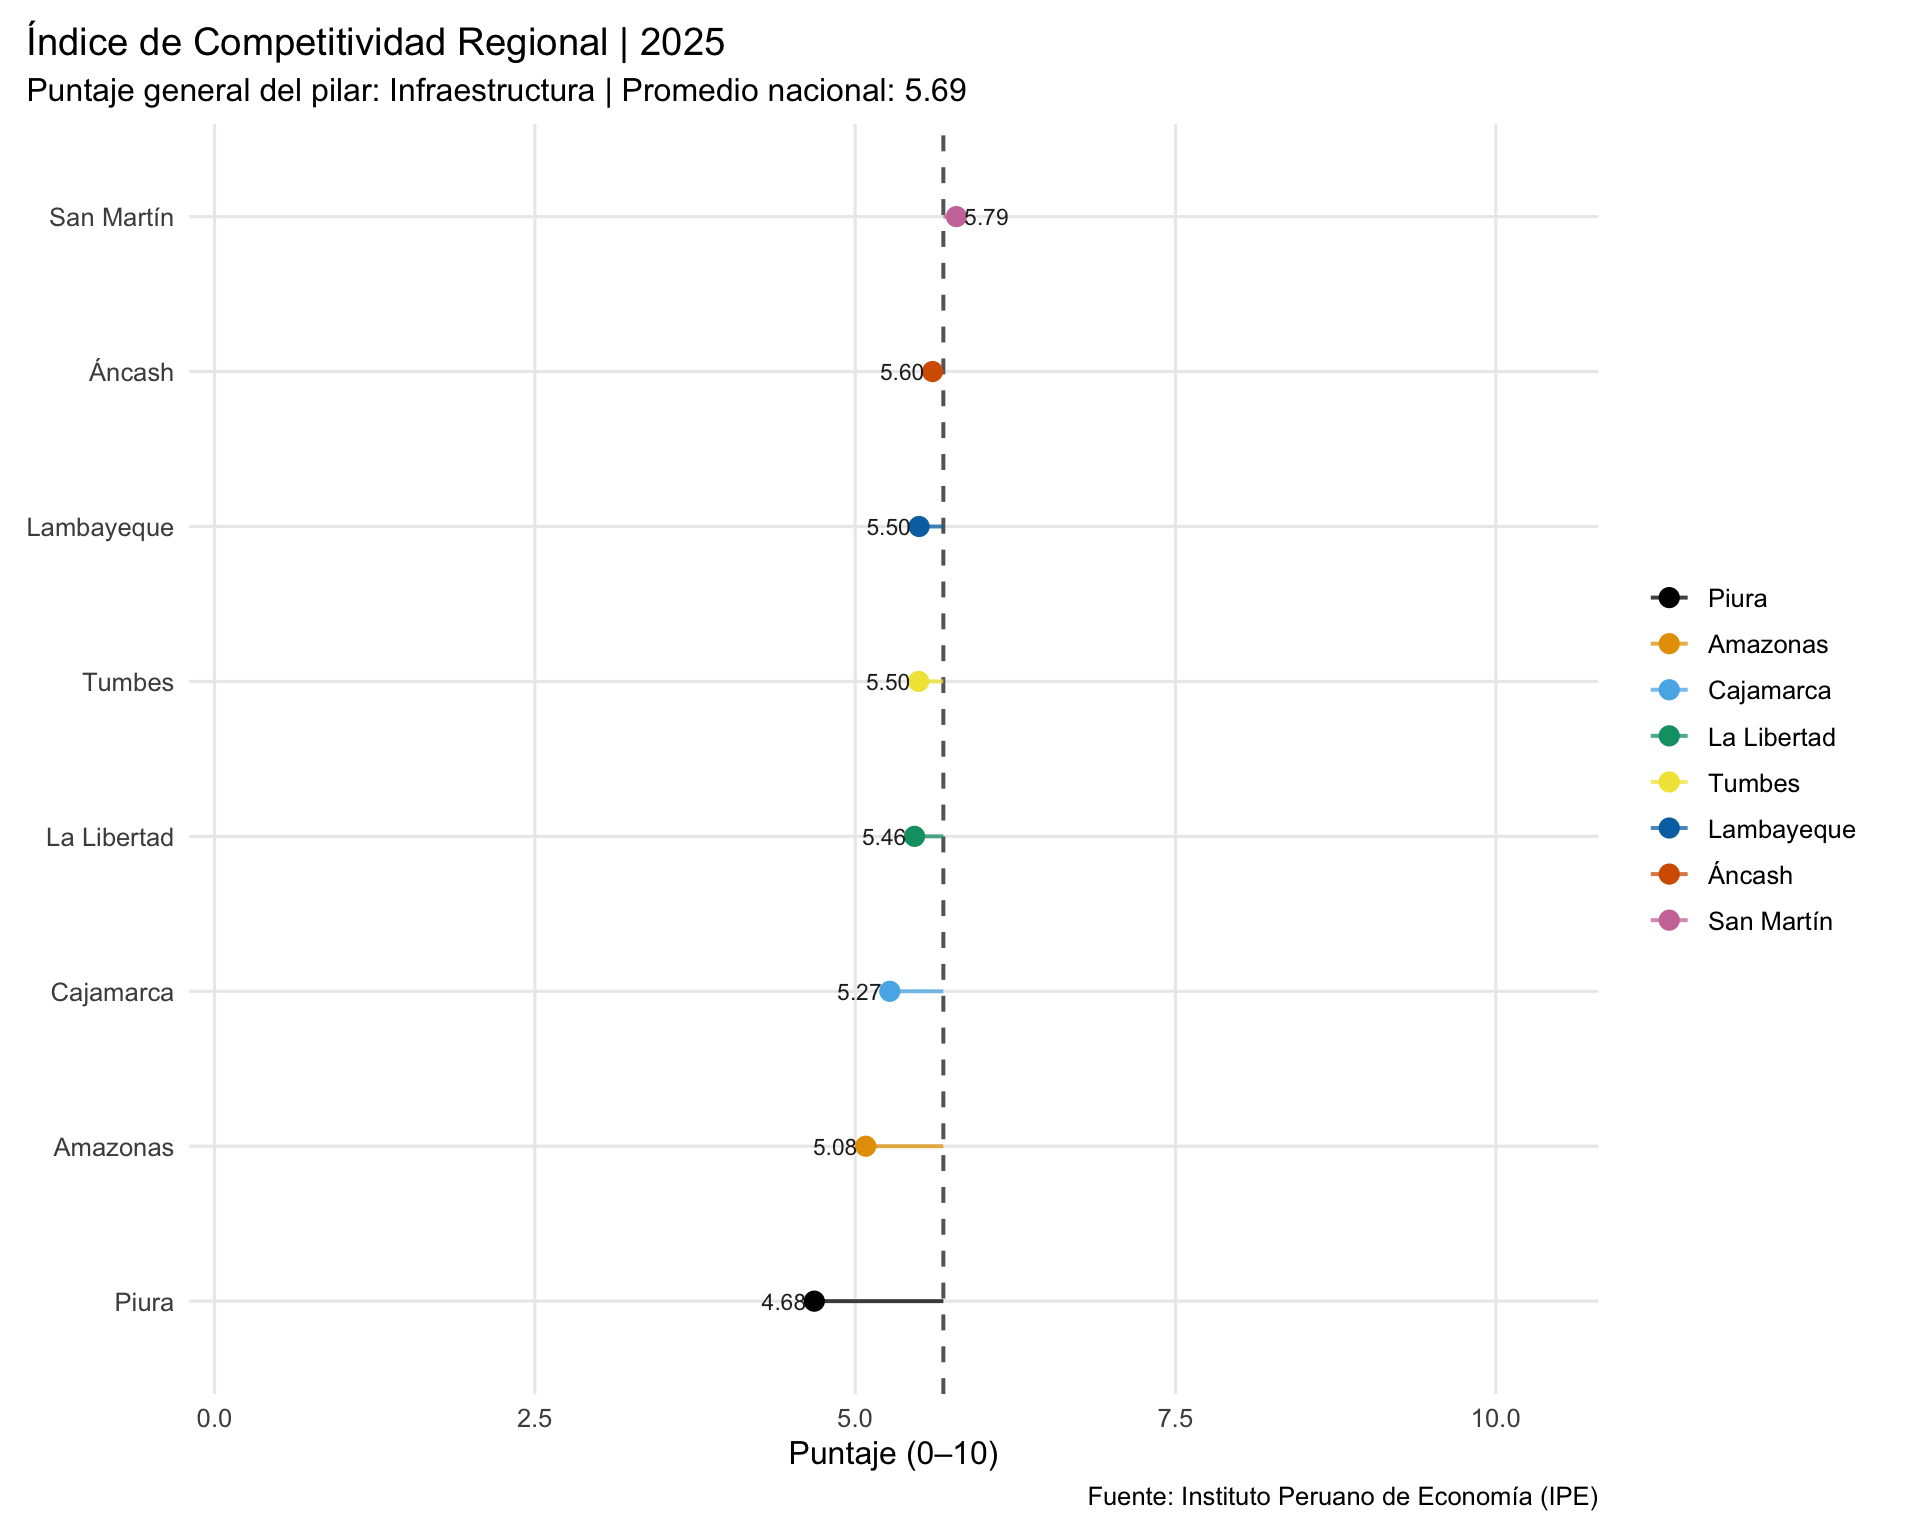 Índice de Competitividad Regional | 2025
Puntaje general del pilar: Infraestructura | Promedio nacional: 5.69
San Martín
5.79
Áncash
5.60
Lambayeque
5.50
Tumbes
5.50
La Libertad
5.46
Cajamarca
5.27
Amazonas
5.08
Piura
4.68
0.0 2.5 5.0 7.5 10.0
Puntaje (0–10)
Piura
Amazonas
Cajamarca
La Libertad
Tumbes
Lambayeque
Áncash
San Martín
Fuente: Instituto Peruano de Economía (IPE)